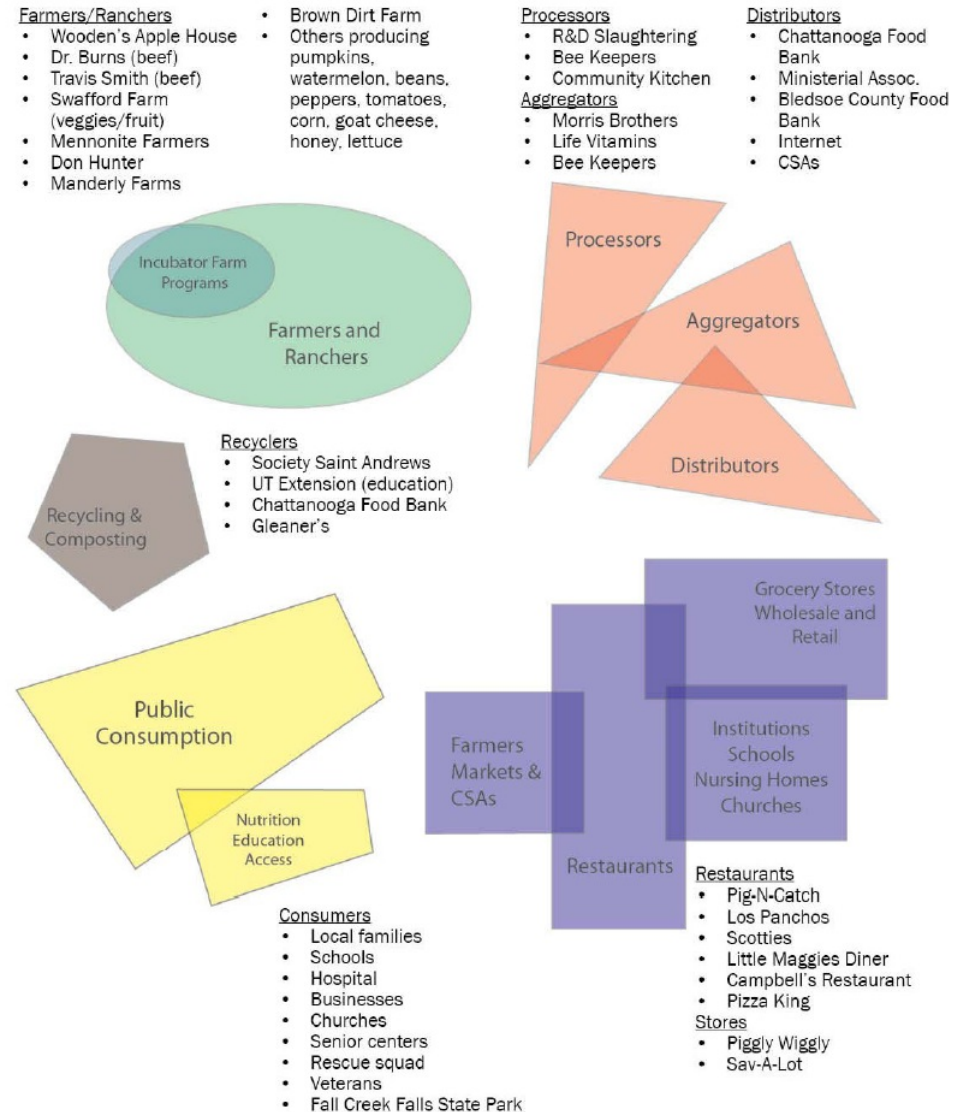 Farmers/Ranchers
• Wooden's Apple House
• Dr. Burns (beef)
• Travis Smith (beef)
• Swafford Farm
(veggies/fruit)
• Mennonite Farmers
• Don Hunter
• Manderly Farms
• Brown Dirt Farm
• Others producing
pumpkins,
watermelon, beans,
peppers, tomatoes,
corn, goat cheese,
honey, lettuce
Processors
• R&D Slaughtering
• Bee Keepers
• Community Kitchen
Aggregators
• Morris Brothers
• Life Vitamins
• Bee Keepers
Distributors
• Chattanooga Food
Bank
• Ministerial Assoc.
• Bledsoe County Food
Bank
• Internet
• CSAs
Incubator Farm
Programs
Farmers and
Ranchers
Processors
Aggregators
Distributors
Recycling &
Composting
Recyclers
• Society Saint Andrews
• UT Extension (education)
• Chattanooga Food Bank
• Gleaner's
Public
Consumption
Nutrition
Education
Access
Grocery Stores
Wholesale and
Retail
Farmers
Markets &
CSAs
Institutions
Schools
Nursing Homes
Churches
Restaurants
Consumers
• Local families
• Schools
• Hospital
• Businesses
• Churches
• Senior centers
• Rescue squad
• Veterans
• Fall Creek Falls State Park
Restaurants
• Pig-N-Catch
• Los Panchos
• Scotties
• Little Maggies Diner
• Campbell's Restaurant
• Pizza King
Stores
• Piggly Wiggly
• Sav-A-Lot